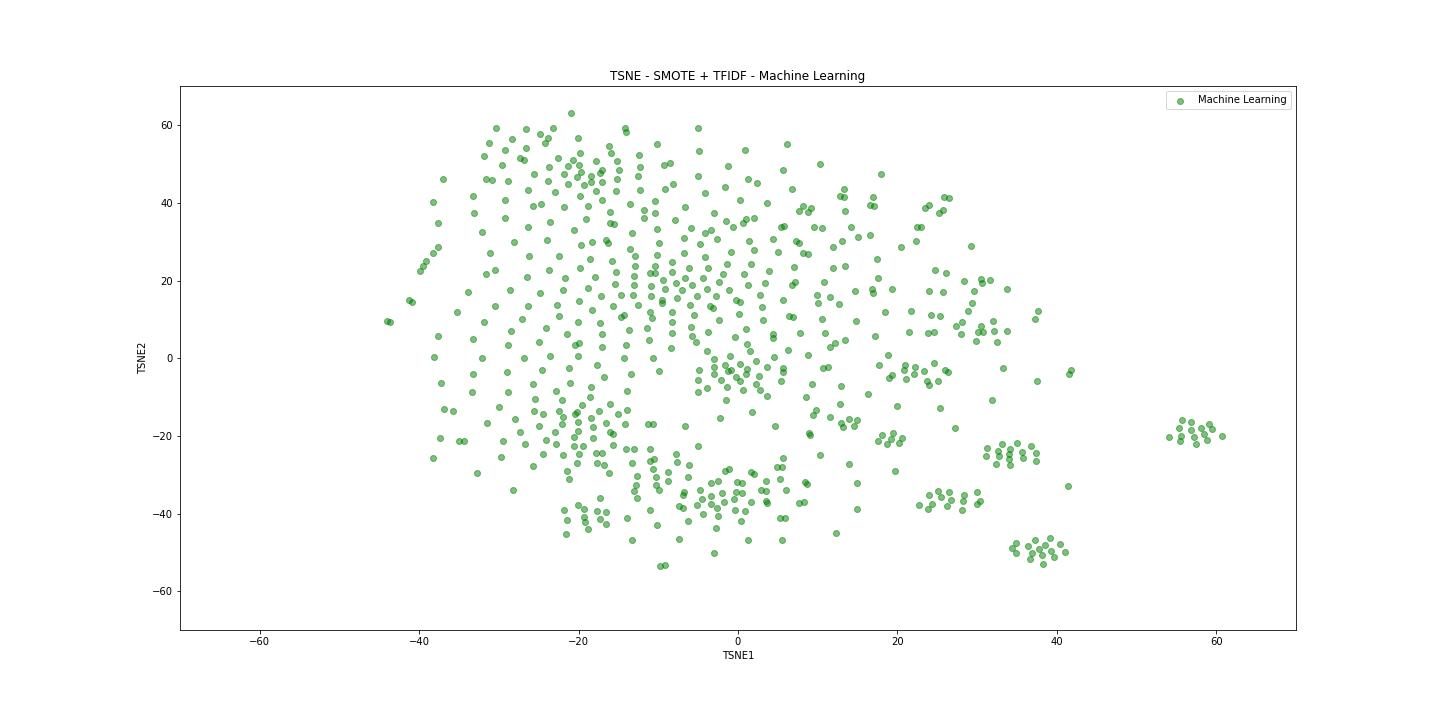 TSNE - SMOTE + TFIDF - Machine Learning
Machine Learning
60
40
20
0
−20
−40
−60
TSNE2
−60 −40 −20 0 20 40 60
TSNE1